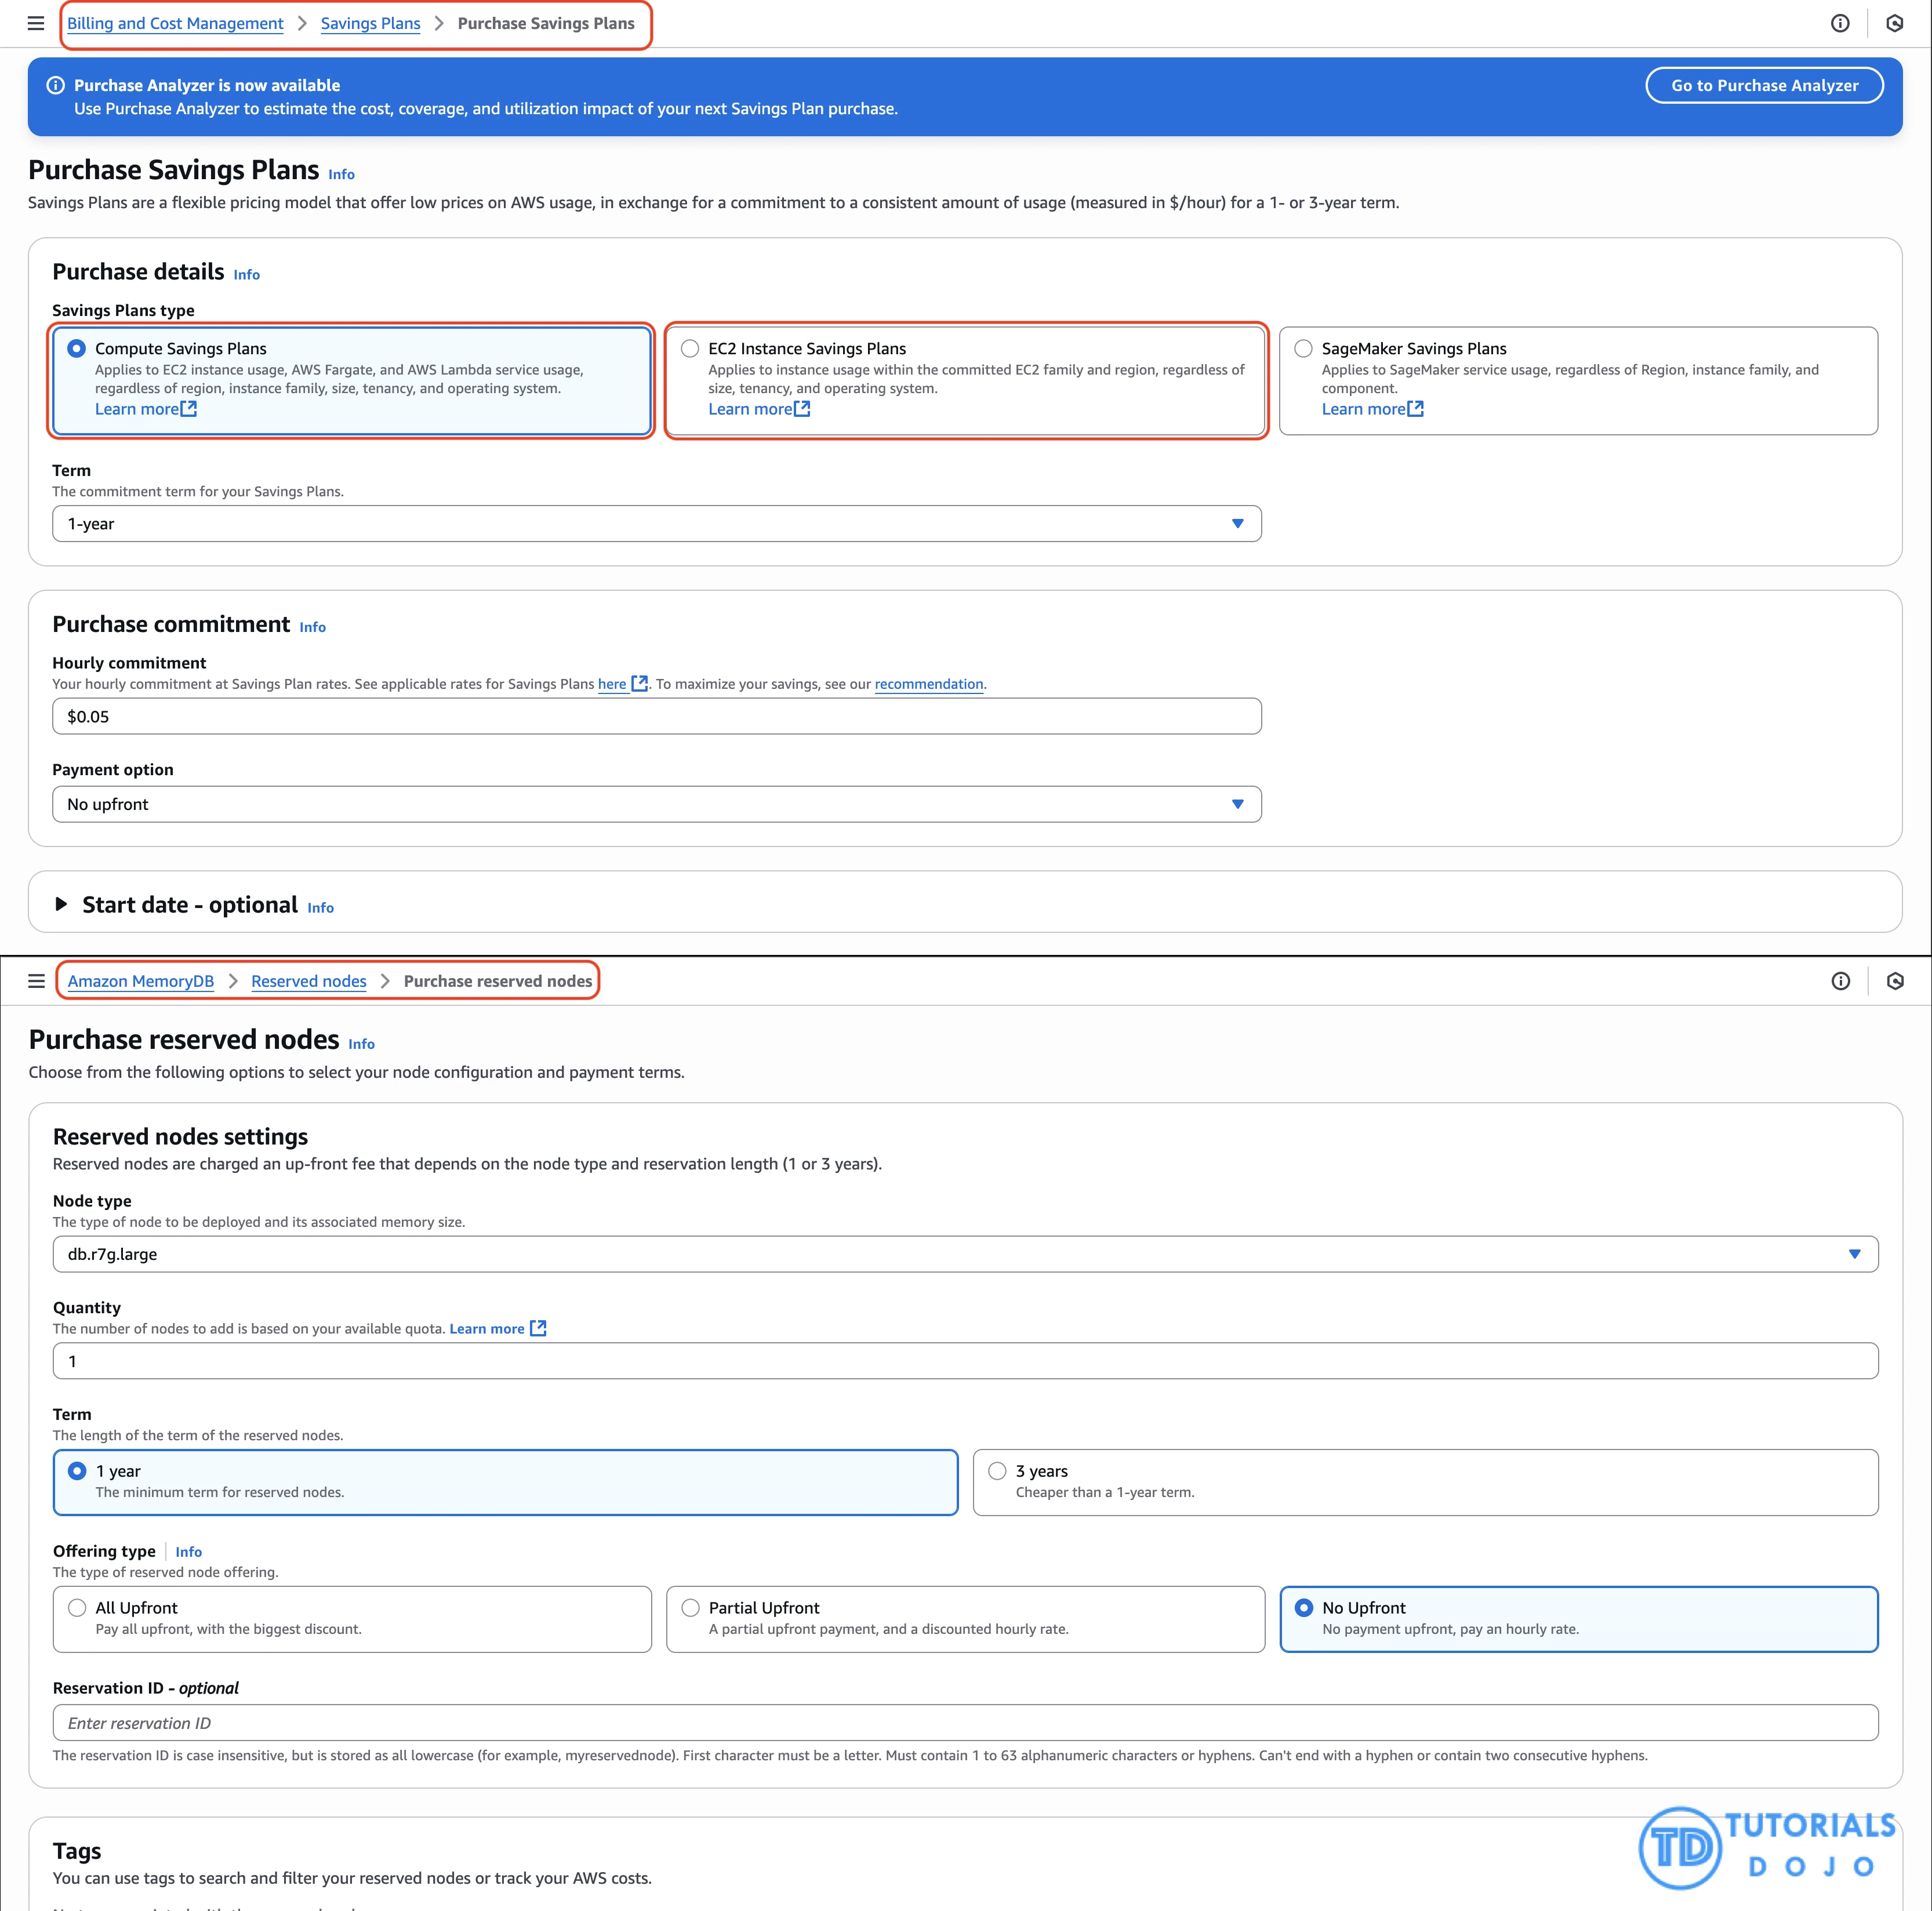 Billing and Cost Management > Savings Plans > Purchase Savings Plans
Purchase Analyzer is now available
Use Purchase Analyzer to estimate the cost, coverage, and utilization impact of your next Savings Plan purchase.
Go to Purchase Analyzer
Purchase Savings Plans Info
Savings Plans are a flexible pricing model that offer low prices on AWS usage, in exchange for a commitment to a consistent amount of usage (measured in $/hour) for a 1- or 3-year term.
Purchase details Info
Savings Plans type
Compute Savings Plans
Applies to EC2 instance usage, AWS Fargate, and AWS Lambda service usage,
regardless of region, instance family, size, tenancy, and operating system.
Learn more
EC2 Instance Savings Plans
Applies to instance usage within the committed EC2 family and region, regardless of
size, tenancy, and operating system.
Learn more
SageMaker Savings Plans
Applies to SageMaker service usage, regardless of Region, instance family, and
component.
Learn more
Term
The commitment term for your Savings Plans.
1-year
Purchase commitment Info
Hourly commitment
Your hourly commitment at Savings Plan rates. See applicable rates for Savings Plans here. To maximize your savings, see our recommendation.
$0.05
Payment option
No upfront
Start date - optional Info
Amazon MemoryDB > Reserved nodes > Purchase reserved nodes
Purchase reserved nodes Info
Choose from the following options to select your node configuration and payment terms.
Reserved nodes settings
Reserved nodes are charged an up-front fee that depends on the node type and reservation length (1 or 3 years).
Node type
The type of node to be deployed and its associated memory size.
db.r7g.large
Quantity
The number of nodes to add is based on your available quota. Learn more
1
Term
The length of the term of the reserved nodes.
1 year
The minimum term for reserved nodes.
3 years
Cheaper than a 1-year term.
Offering type Info
The type of reserved node offering.
All Upfront
Pay all upfront, with the biggest discount.
Partial Upfront
A partial upfront payment, and a discounted hourly rate.
No Upfront
No payment upfront, pay an hourly rate.
Reservation ID - optional
Enter reservation ID
The reservation ID is case insensitive, but is stored as all lowercase (for example, myreservednode). First character must be a letter. Must contain 1 to 63 alphanumeric characters or hyphens. Can't end with a hyphen or contain two consecutive hyphens.
Tags
You can use tags to search and filter your reserved nodes or track your AWS costs.
TD TUTORIALS
DOJO